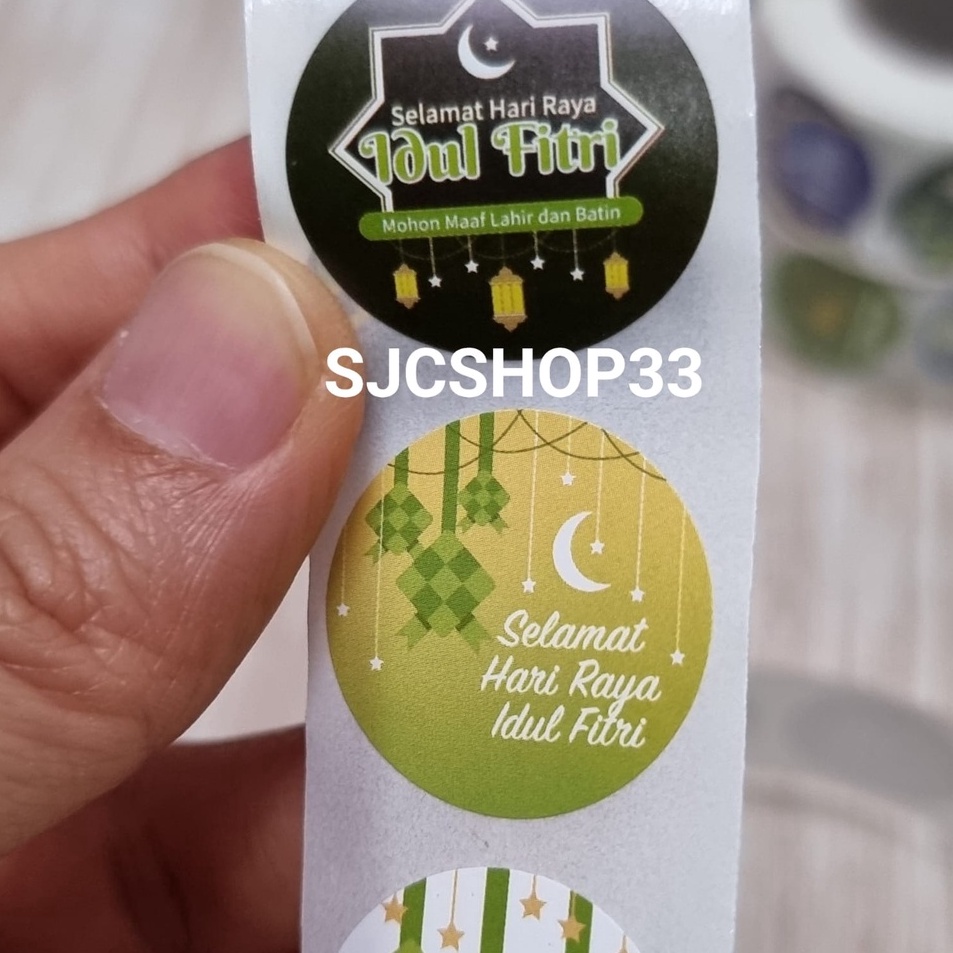 Selamat Hari Raya
Idul Fitri
Mohon Maaf Lahir dan Batin
SJCSHOP33
Selamat
Hari Raya
Idul Fitri